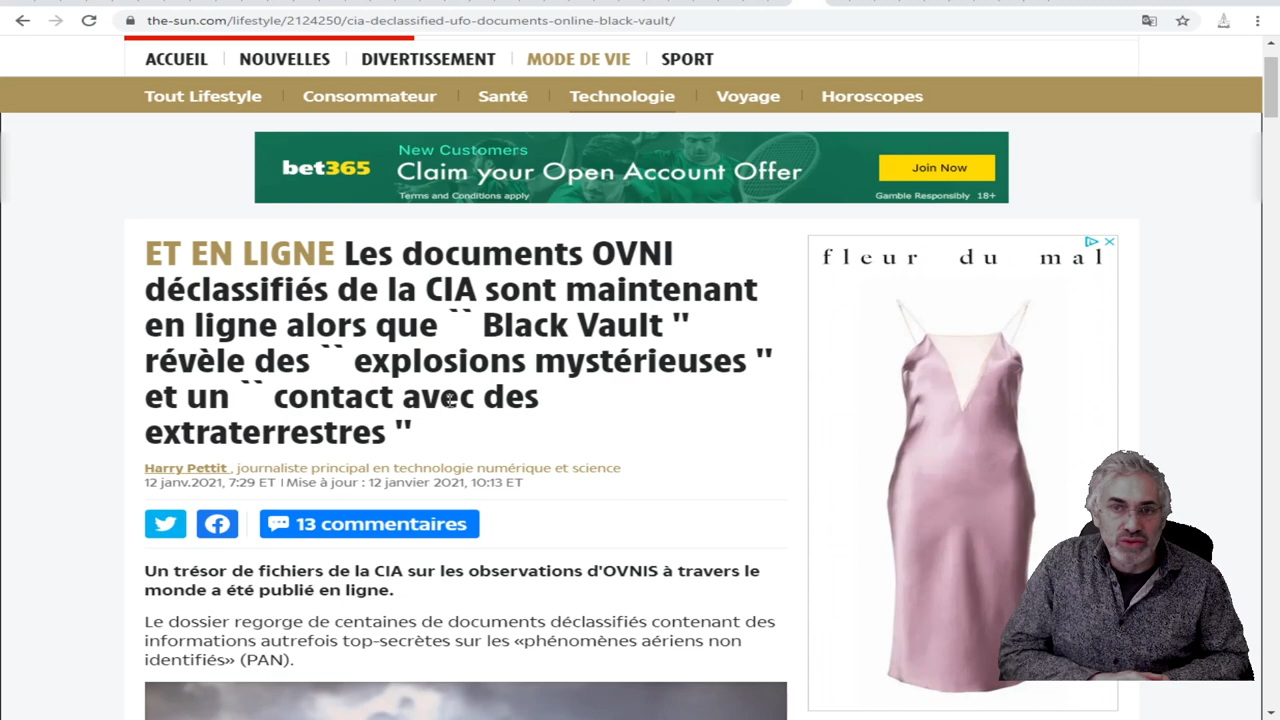 the-sun.com/lifestyle/2124250/cia-declassified-ufo-documents-online-black-vault/
ACCUEIL NOUVELLES DIVERTISSEMENT MODE DE VIE SPORT
Tout Lifestyle Consommateur Santé Technologie Voyage Horoscopes
bet365
New Customers
Claim your Open Account Offer
Terms and Conditions apply
Join Now
Gamble Responsibly 18+
ET EN LIGNE Les documents OVNI
déclassifiés de la CIA sont maintenant
en ligne alors que `` Black Vault ''
révèle des `` explosions mystérieuses ''
et un `` contact avec des
extraterrestres ''
Harry Pettit , journaliste principal en technologie numérique et science
12 janv.2021, 7:29 ET | Mise à jour : 12 janvier 2021, 10:13 ET
13 commentaires
Un trésor de fichiers de la CIA sur les observations d'OVNIS à travers le
monde a été publié en ligne.
Le dossier regorge de centaines de documents déclassifiés contenant des
informations autrefois top-secrètes sur les «phénomènes aériens non
identifiés» (PAN).
fleur du mal